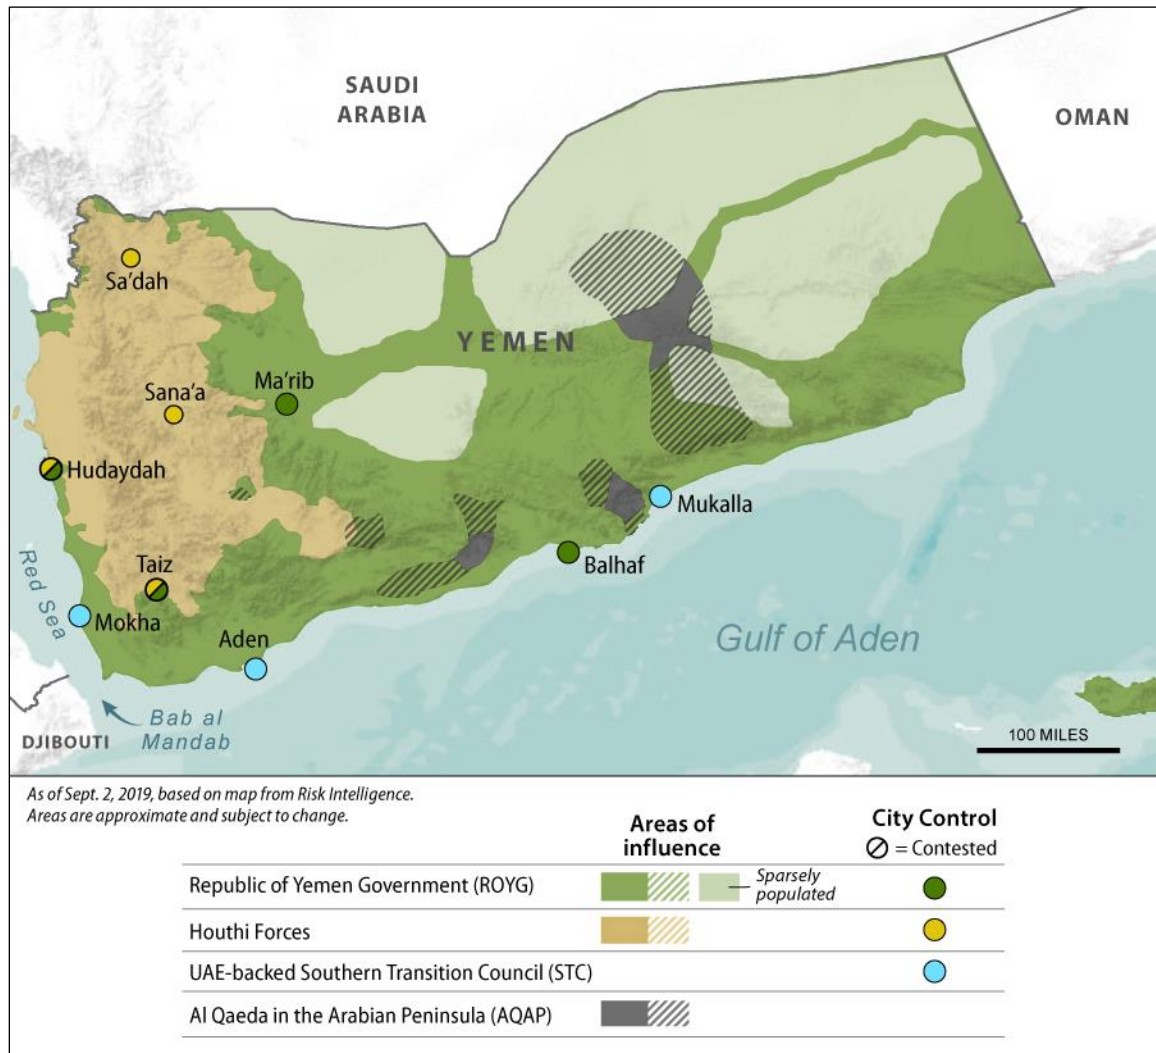 SAUDI
ARABIA
OMAN
Sa'dah
YEMEN
Ma'rib
Sana'a
Hudaydah
Mukalla
Balhaf
Taiz
Red Sea
Mokha
Aden
Gulf of Aden
Bab al
Mandab
DJIBOUTI
100 MILES
As of Sept. 2, 2019, based on map from Risk Intelligence.
Areas are approximate and subject to change.
Areas of
influence
City Control
= Contested
Republic of Yemen Government (ROYG)
Sparsely
populated
Houthi Forces
UAE-backed Southern Transition Council (STC)
Al Qaeda in the Arabian Peninsula (AQAP)